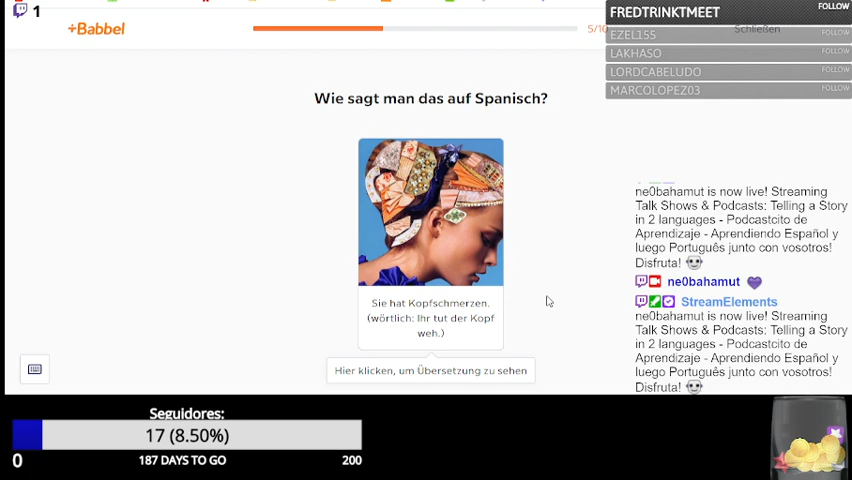 1
+Babbel
5/10
Schließen
FREDTRINKTMEET
FOLLOW
EZEL155
FOLLOW
LAKHASO
FOLLOW
LORDCABELUDO
FOLLOW
MARCOLOPEZ03
FOLLOW
Wie sagt man das auf Spanisch?
Sie hat Kopfschmerzen.
(wörtlich: Ihr tut der Kopf
weh.)
Hier klicken, um Übersetzung zu sehen
ne0bahamut is now live! Streaming
Talk Shows & Podcasts: Telling a Story
in 2 languages - Podcastcito de
Aprendizaje - Aprendiendo Español y
luego Português junto con vosotros!
Disfruta!
ne0bahamut
StreamElements
ne0bahamut is now live! Streaming
Talk Shows & Podcasts: Telling a Story
in 2 languages - Podcastcito de
Aprendizaje - Aprendiendo Español y
luego Português junto con vosotros!
Disfruta!
Seguidores:
17 (8.50%)
0
187 DAYS TO GO
200